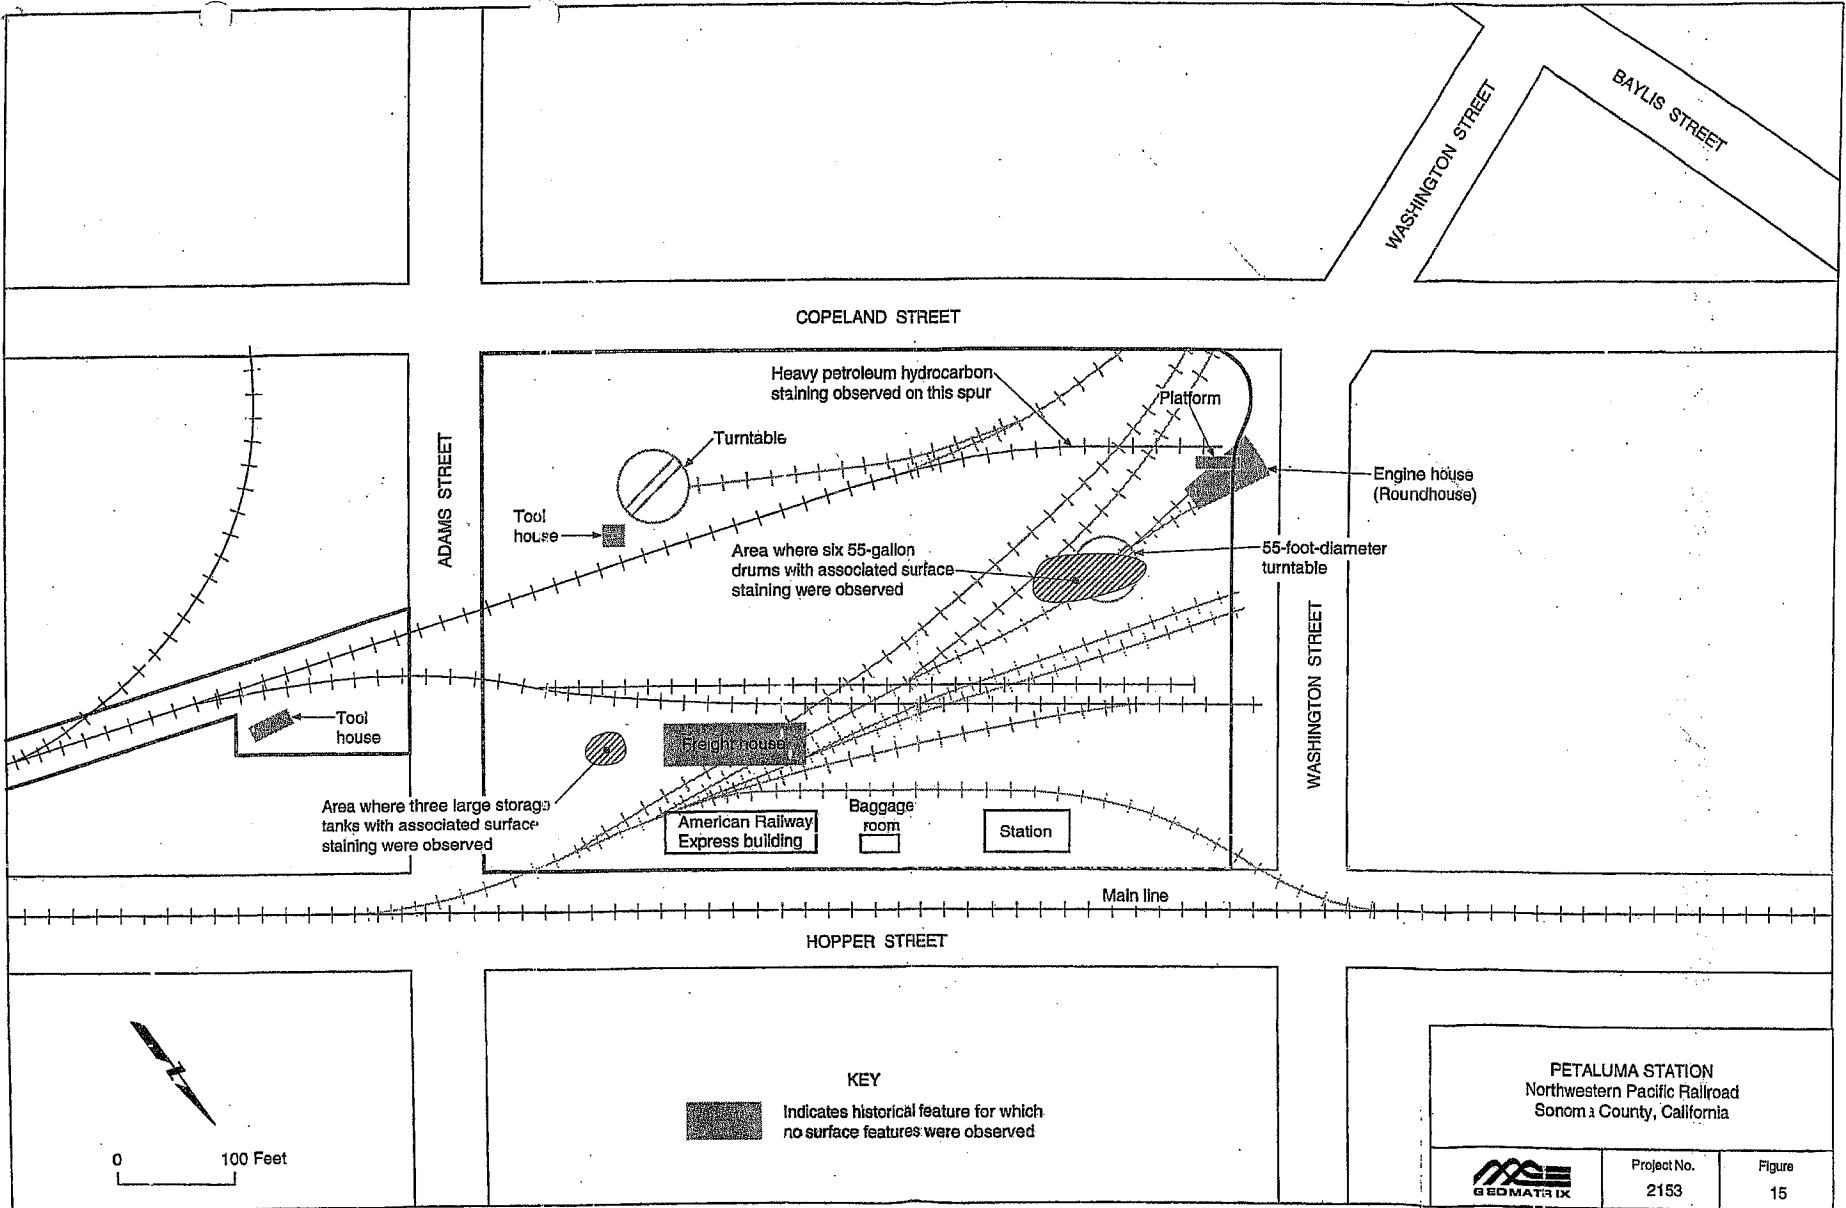 BAYLIS STREET
WASHINGTON STREET
COPELAND STREET
Heavy petroleum hydrocarbon
staining observed on this spur
Platform
Turntable
ADAMS STREET
Engine house
(Roundhouse)
Tool
house
Area where six 55-gallon
drums with associated surface
staining were observed
55-foot-diameter
turntable
WASHINGTON STREET
Tool
house
Freight house
Area where three large storage
tanks with associated surface
staining were observed
American Railway
Express building
Baggage
room
Station
Main line
HOPPER STREET
KEY
Indicates historical feature for which
no surface features were observed
0 100 Feet
PETALUMA STATION
Northwestern Pacific Railroad
Sonoma County, California
GEOMATRIX
Project No.
2153
Figure
15